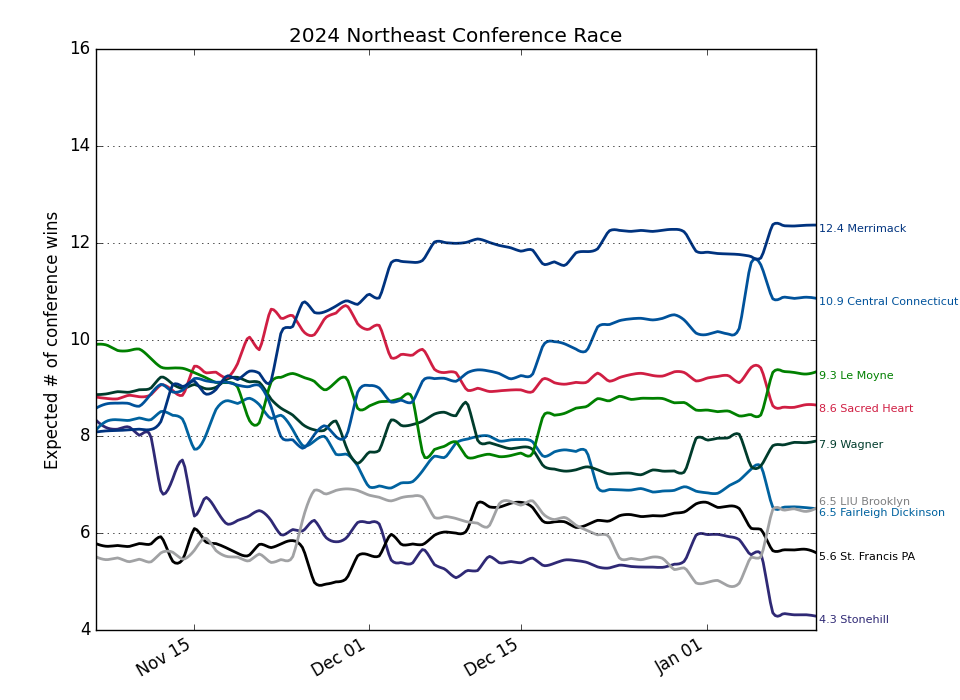 2024 Northeast Conference Race
Expected # of conference wins
16
14
12
10
8
6
4
Nov 15
Dec 01
Dec 15
Jan 01
12.4 Merrimack
10.9 Central Connecticut
9.3 Le Moyne
8.6 Sacred Heart
7.9 Wagner
6.5 LIU Brooklyn
6.5 Fairleigh Dickinson
5.6 St. Francis PA
4.3 Stonehill